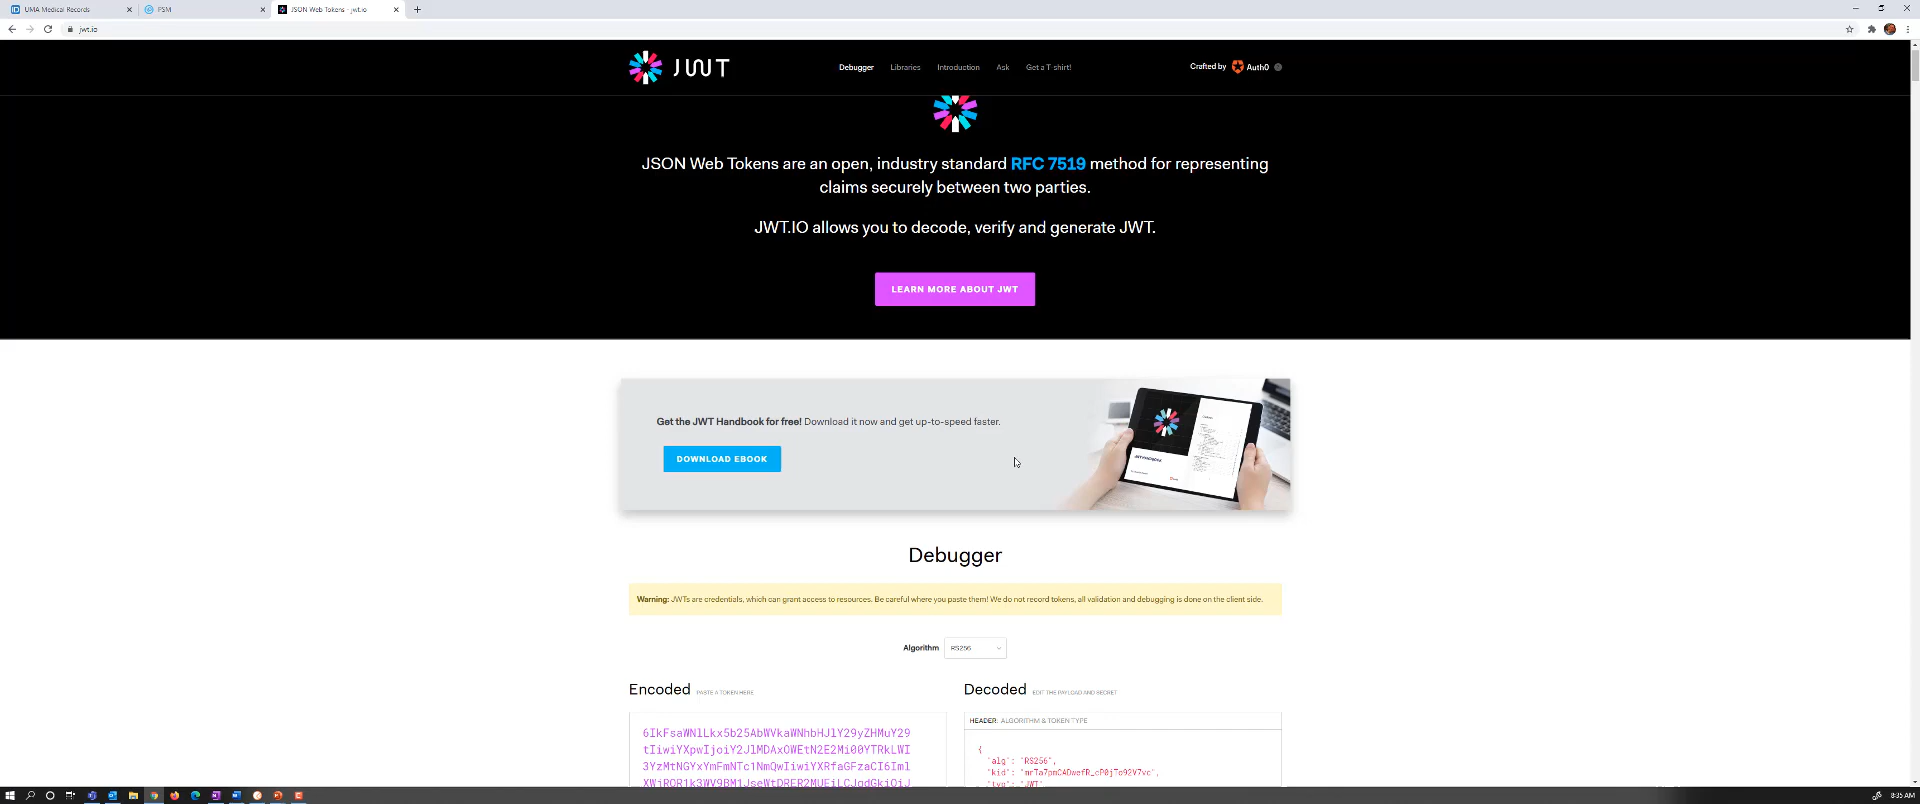 UMA Medical Records
PSM
JSON Web Tokens - jwt.io
jwt.io
JWT
Debugger
Libraries
Introduction
Ask
Get a T-shirt!
Crafted by
Auth0
JSON Web Tokens are an open, industry standard RFC 7519 method for representing
claims securely between two parties.
JWT.IO allows you to decode, verify and generate JWT.
LEARN MORE ABOUT JWT
Get the JWT Handbook for free! Download it now and get up-to-speed faster.
DOWNLOAD EBOOK
Debugger
Warning: JWTs are credentials, which can grant access to resources. Be careful where you paste them! We do not record tokens, all validation and debugging is done on the client side.
Algorithm
RS256
Encoded PASTE A TOKEN HERE
Decoded EDIT THE PAYLOAD AND SECRET
HEADER: ALGORITHM & TOKEN TYPE
{
"alg": "RS256",
"typ": "JWT"
8:35 AM